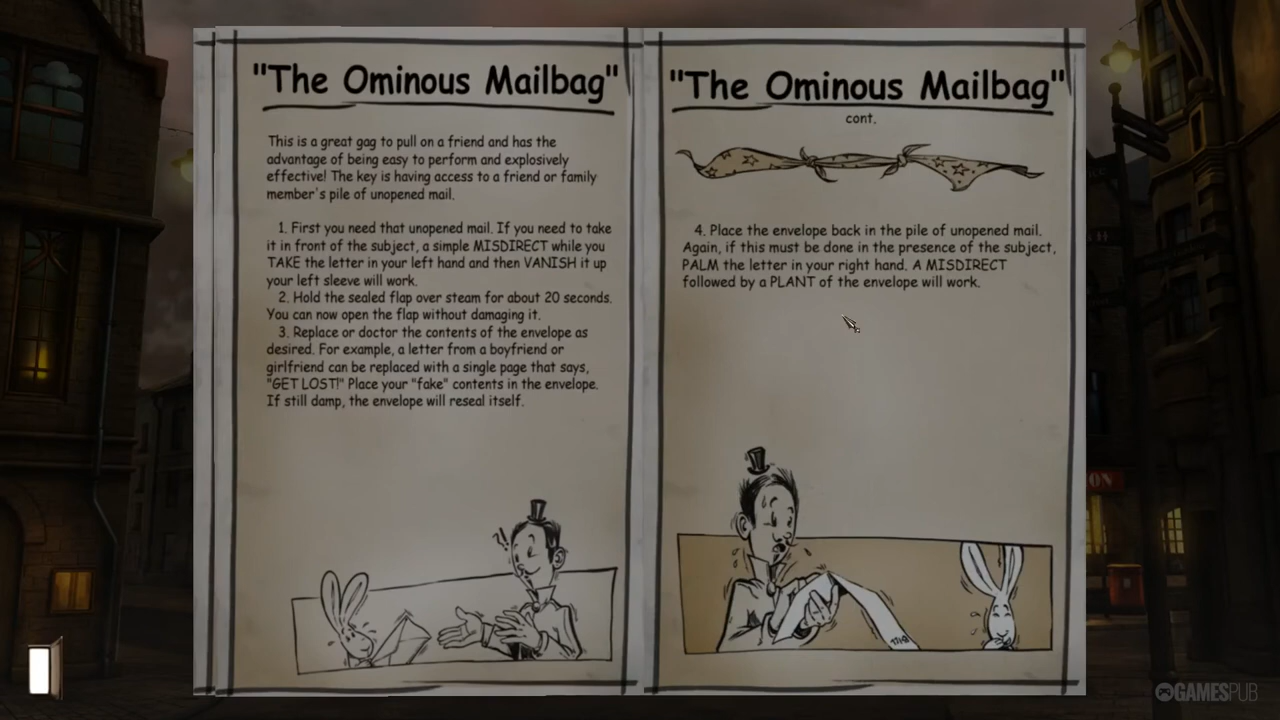 "The Ominous Mailbag"
This is a great gag to pull on a friend and has the
advantage of being easy to perform and explosively
effective! The key is having access to a friend or family
member's pile of unopened mail.
1. First you need that unopened mail. If you need to take
it in front of the subject, a simple MISDIRECT while you
TAKE the letter in your left hand and then VANISH it up
your left sleeve will work.
2. Hold the sealed flap over steam for about 20 seconds.
You can now open the flap without damaging it.
3. Replace or doctor the contents of the envelope as
desired. For example, a letter from a boyfriend or
girlfriend can be replaced with a single page that says,
"GET LOST!" Place your "fake" contents in the envelope.
If still damp, the envelope will reseal itself.
"The Ominous Mailbag"
cont.
4. Place the envelope back in the pile of unopened mail.
Again, if this must be done in the presence of the subject,
PALM the letter in your right hand. A MISDIRECT
followed by a PLANT of the envelope will work.
ON
GAMESPUB